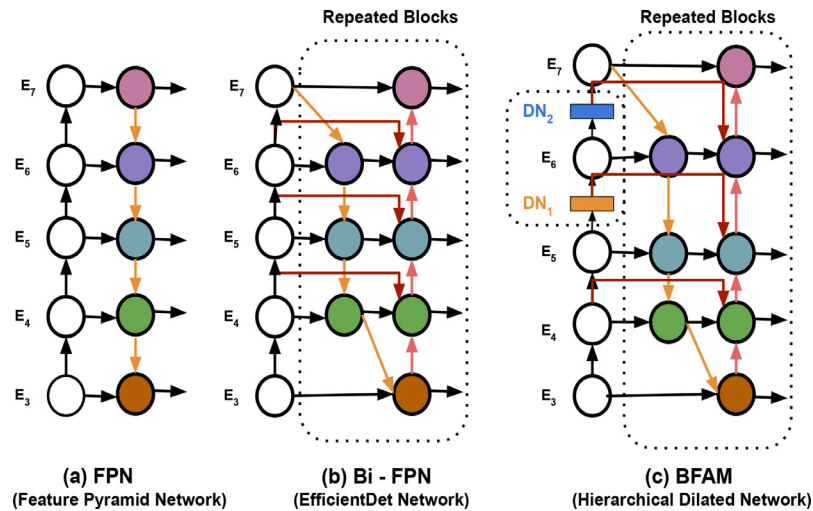 Repeated Blocks
Repeated Blocks
E7
E6
E5
E4
E3
E7
E6
E5
E4
E3
E7
DN2
E6
DN1
E5
E4
E3
(a) FPN
(Feature Pyramid Network)
(b) Bi - FPN
(EfficientDet Network)
(c) BFAM
(Hierarchical Dilated Network)